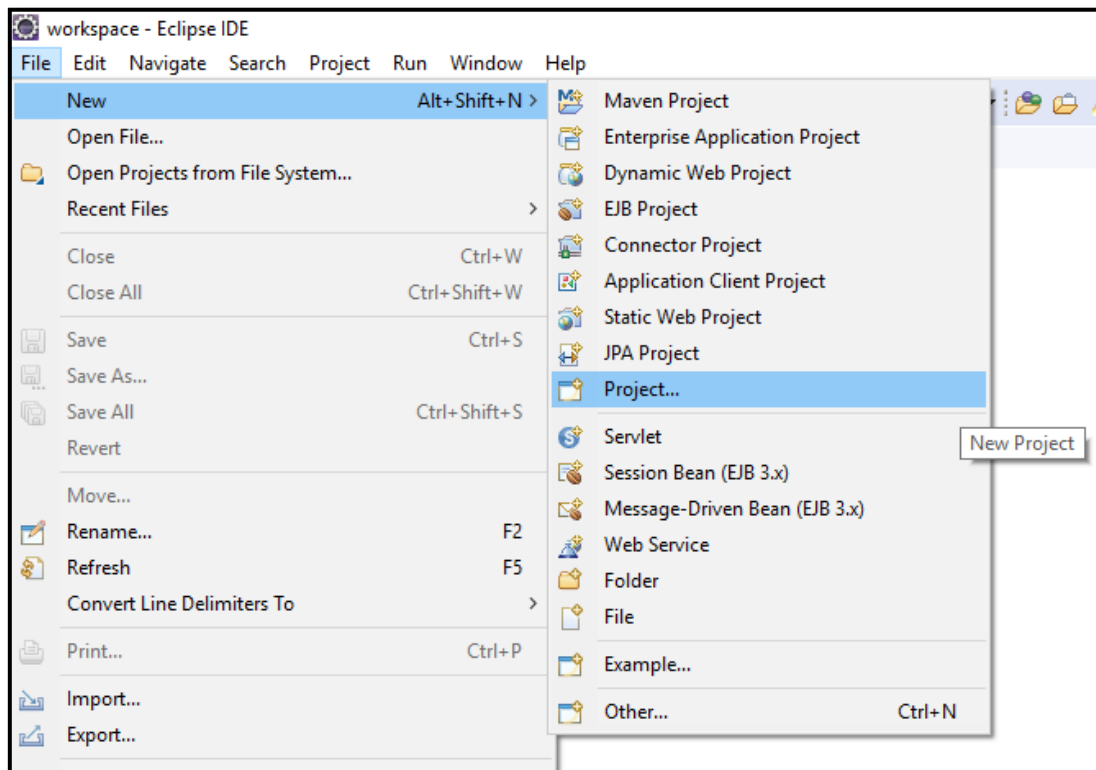 workspace - Eclipse IDE
File Edit Navigate Search Project Run Window Help
New Alt+Shift+N >
Open File...
Open Projects from File System...
Recent Files >
Close Ctrl+W
Close All Ctrl+Shift+W
Save Ctrl+S
Save As...
Save All Ctrl+Shift+S
Revert
Move...
Rename... F2
Refresh F5
Convert Line Delimiters To >
Print... Ctrl+P
Import...
Export...
Maven Project
Enterprise Application Project
Dynamic Web Project
EJB Project
Connector Project
Application Client Project
Static Web Project
JPA Project
Project...
Servlet
Session Bean (EJB 3.x)
Message-Driven Bean (EJB 3.x)
Web Service
Folder
File
Example...
Other... Ctrl+N
New Project